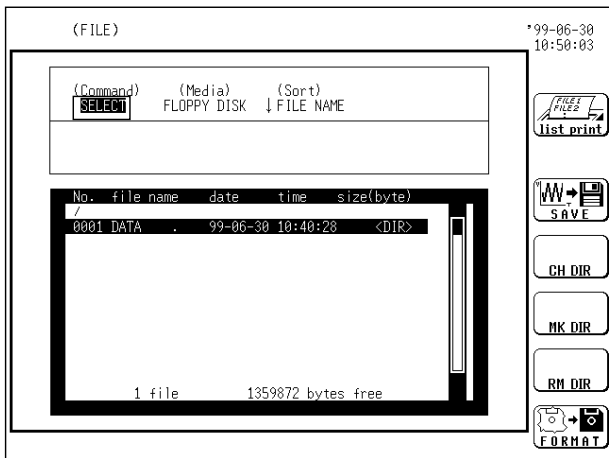 (FILE)
'99-06-30
10:50:03
(Command) (Media) (Sort)
SELECT FLOPPY DISK ↓FILE NAME
No. file name date time size(byte)
/
0001 DATA . 99-06-30 10:40:28 <DIR>
1 file 1359872 bytes free
FILE1
FILE2
list print
SAVE
CH DIR
MK DIR
RM DIR
FORMAT